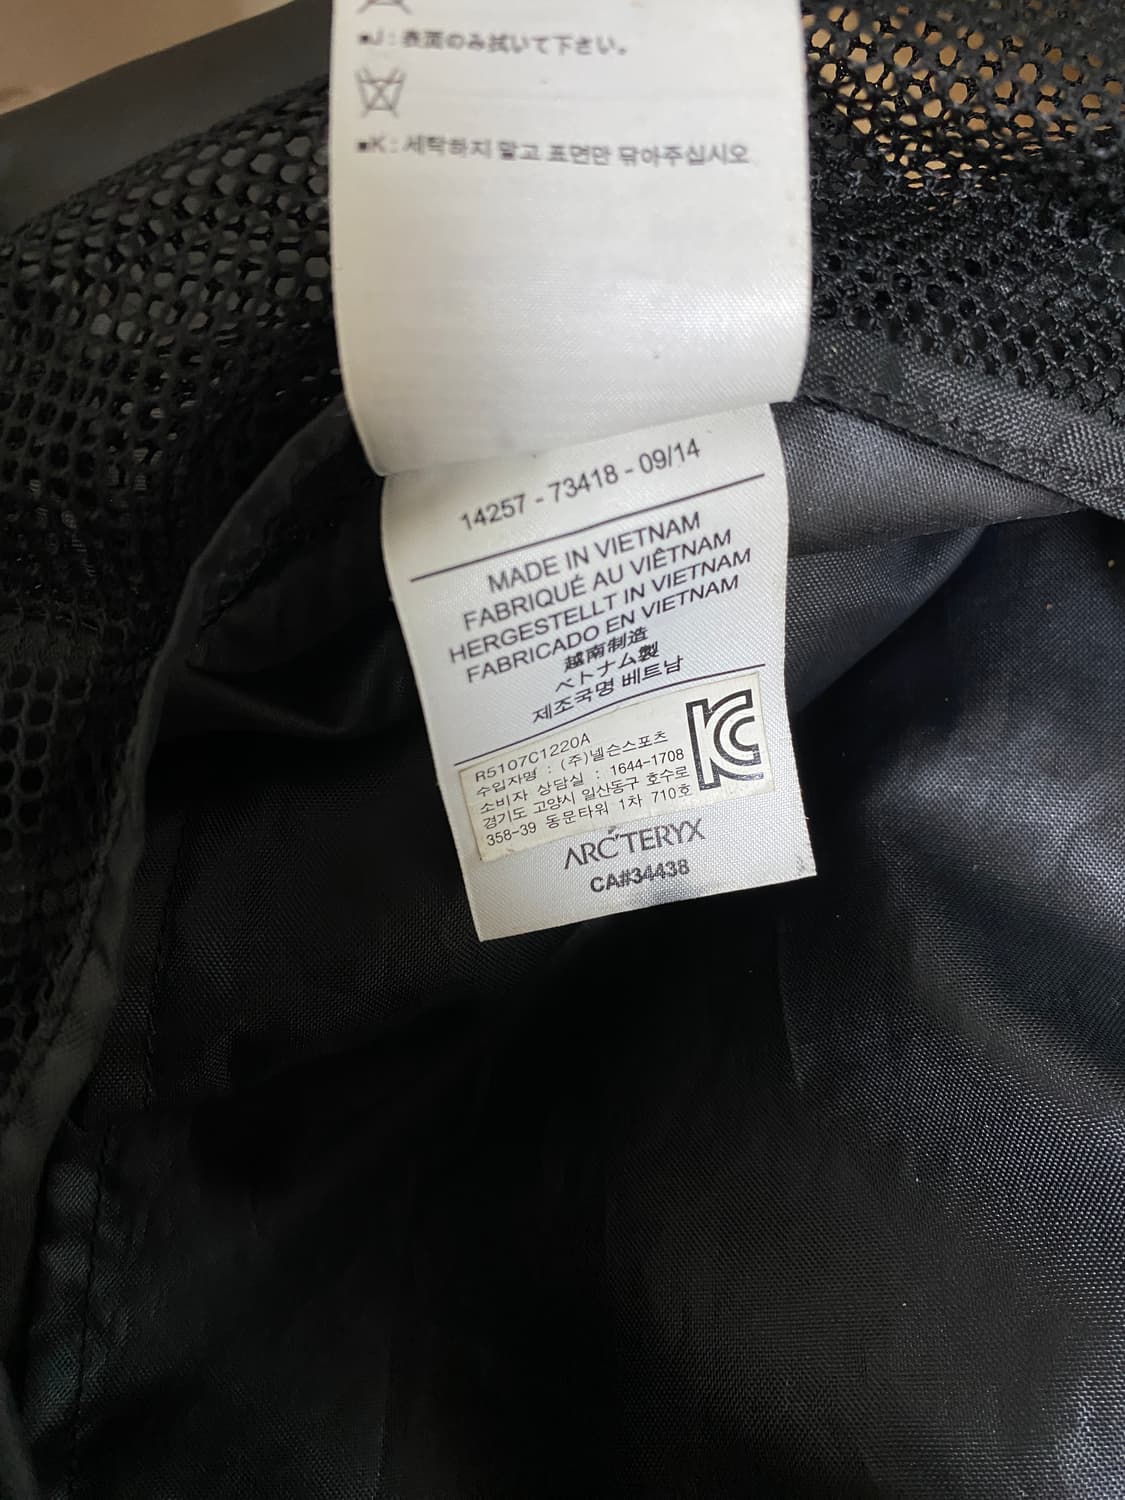 ■J : 表面のみ拭いて下さい。
■K : 세탁하지 말고 표면만 닦아주십시오
14257 - 73418 - 09/14
MADE IN VIETNAM
FABRIQUÉ AU VIÊTNAM
HERGESTELLT IN VIETNAM
FABRICADO EN VIETNAM
越南制造
ベトナム製
제조국명 베트남
R5107C1220A
수입자명 : (주)넬슨스포츠
소비자 상담실 : 1644-1708
경기도 고양시 일산동구 호수로
358-39 동문타워 1차 710호
KC
ARC'TERYX
CA#34438